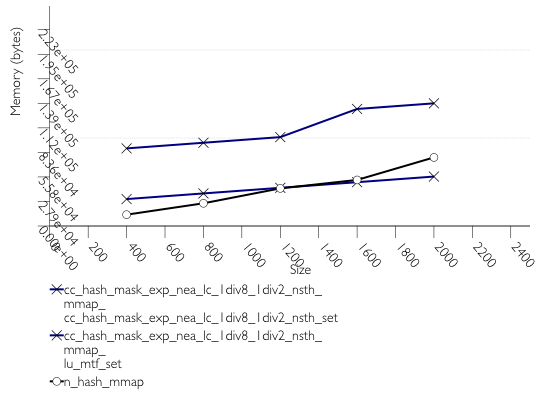 Memory (bytes)
2.23e+05
1.95e+05
1.67e+05
1.39e+05
1.12e+05
8.36e+04
5.58e+04
2.79e+04
0.00e+00
0
200
400
600
800
1000
1200
1400
1600
1800
2000
2200
2400
Size
cc_hash_mask_exp_nea_lc_1div8_1div2_nsth_
mmap_
cc_hash_mask_exp_nea_lc_1div8_1div2_nsth_set
cc_hash_mask_exp_nea_lc_1div8_1div2_nsth_
mmap_
lu_mtf_set
n_hash_mmap